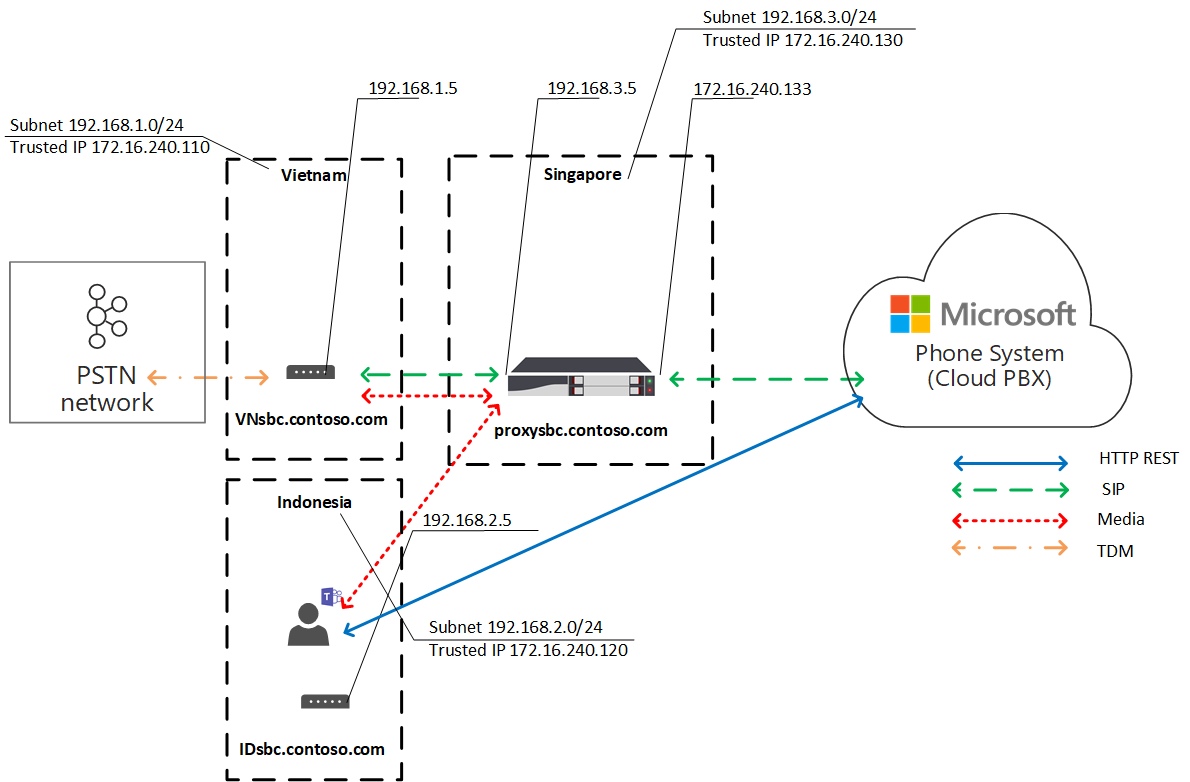 Subnet 192.168.3.0/24
Trusted IP 172.16.240.130
192.168.1.5
192.168.3.5
172.16.240.133
Subnet 192.168.1.0/24
Trusted IP 172.16.240.110
Vietnam
Singapore
Microsoft
Phone System
(Cloud PBX)
PSTN
network
VNsbc.contoso.com
proxysbc.contoso.com
HTTP REST
SIP
Media
TDM
Indonesia
192.168.2.5
T
Subnet 192.168.2.0/24
Trusted IP 172.16.240.120
IDsbc.contoso.com